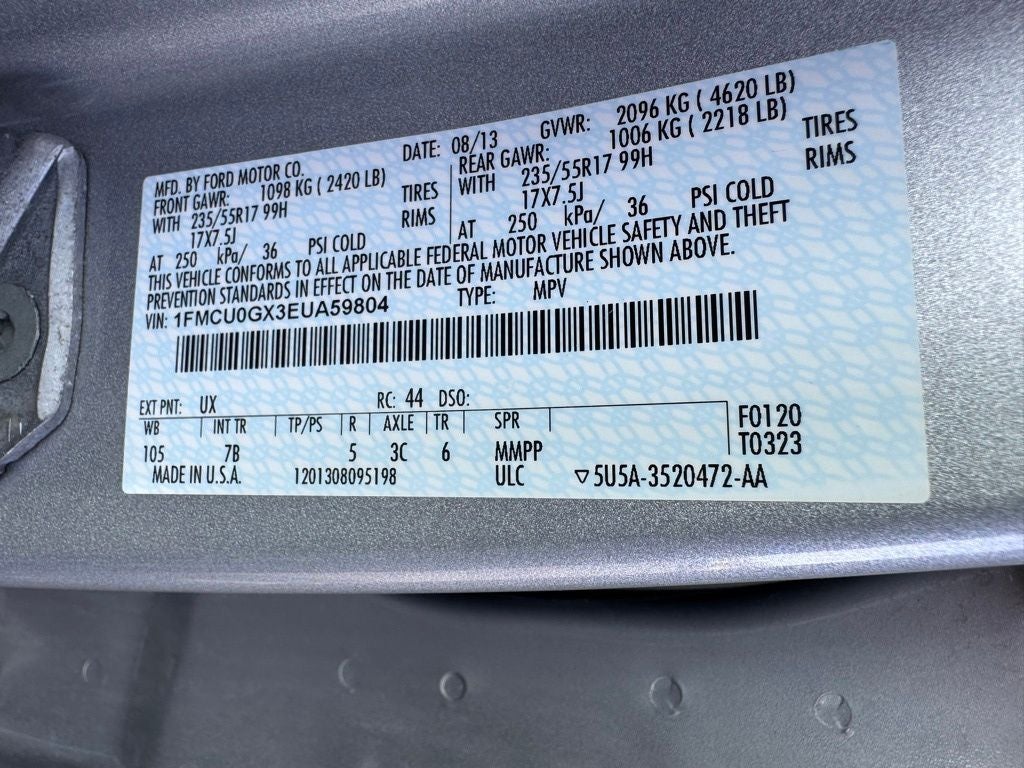 MFD. BY FORD MOTOR CO. DATE: 08/13 GVWR: 2096 KG ( 4620 LB)
FRONT GAWR: 1098 KG ( 2420 LB) REAR GAWR: 1006 KG ( 2218 LB)
WITH 235/55R17 99H TIRES WITH 235/55R17 99H TIRES
17X7.5J RIMS 17X7.5J RIMS
AT 250 kPa/ 36 PSI COLD AT 250 kPa/ 36 PSI COLD
THIS VEHICLE CONFORMS TO ALL APPLICABLE FEDERAL MOTOR VEHICLE SAFETY AND THEFT
PREVENTION STANDARDS IN EFFECT ON THE DATE OF MANUFACTURE SHOWN ABOVE.
VIN: 1FMCU0GX3EUA59804 TYPE: MPV
EXT PNT: UX RC: 44 DSO:
WB INT TR TP/PS R AXLE TR SPR F0120
105 7B 5 3C 6 MMPP T0323
MADE IN U.S.A. 1201308095198 ULC ▽5U5A-3520472-AA